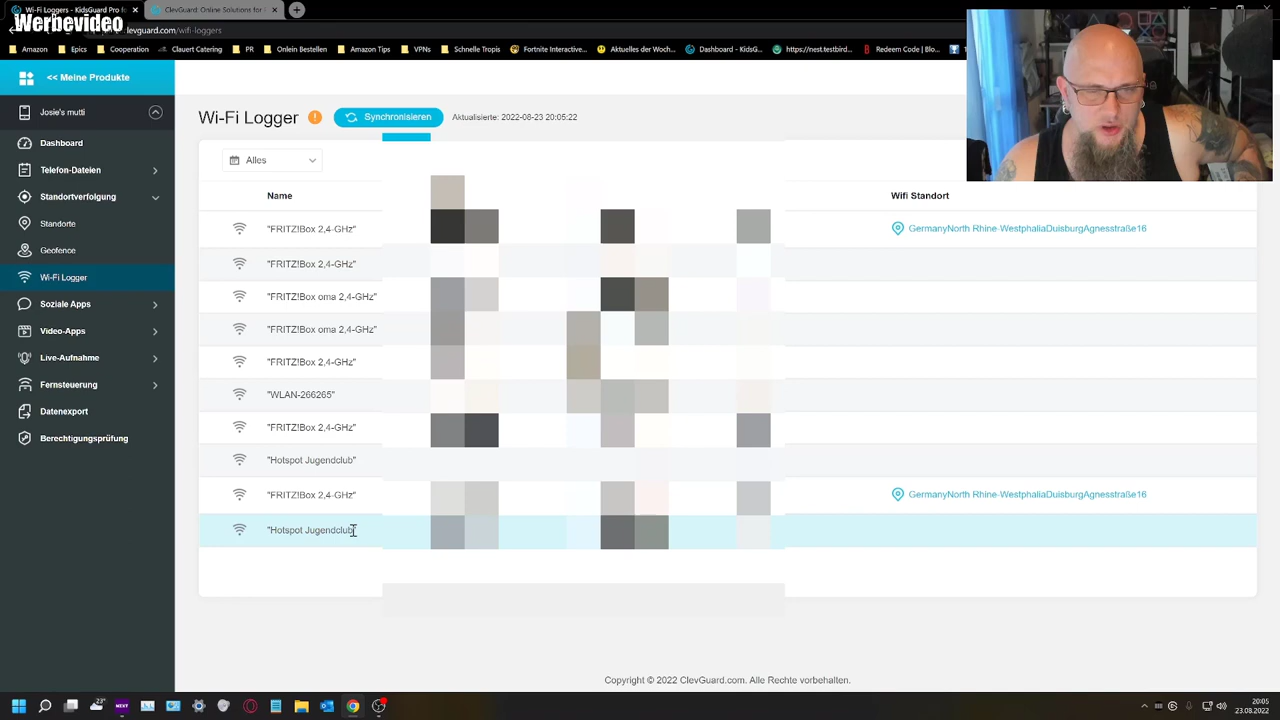 Wi-Fi Loggers - KidsGuard Pro fo
ClevGuard: Online Solutions for
Werbevideo
levguard.com/wifi-loggers
Amazon
Epics
Cooperation
Clauert Catering
PR
Onlein Bestellen
Amazon Tips
VPNs
Schnelle Tropis
Fortnite Interactive...
Aktuelles der Woch...
Dashboard - KidsG...
https://nest.testbird...
Redeem Code | Blo...
<< Meine Produkte
Josie's mutti
Dashboard
Telefon-Dateien
Standortverfolgung
Standorte
Geofence
Wi-Fi Logger
Soziale Apps
Video-Apps
Live-Aufnahme
Fernsteuerung
Datenexport
Berechtigungsprüfung
Wi-Fi Logger
Synchronisieren
Aktualisierte: 2022-08-23 20:05:22
Alles
Name
Wifi Standort
"FRITZ!Box 2,4-GHz"
GermanyNorth Rhine-WestphaliaDuisburgAgnesstraße16
"FRITZ!Box 2,4-GHz"
"FRITZ!Box oma 2,4-GHz"
"FRITZ!Box oma 2,4-GHz"
"FRITZ!Box 2,4-GHz"
"WLAN-266265"
"FRITZ!Box 2,4-GHz"
"Hotspot Jugendclub"
"FRITZ!Box 2,4-GHz"
GermanyNorth Rhine-WestphaliaDuisburgAgnesstraße16
"Hotspot Jugendclub"
Copyright © 2022 ClevGuard.com. Alle Rechte vorbehalten.
23°
NEXT
20:05
23.08.2022